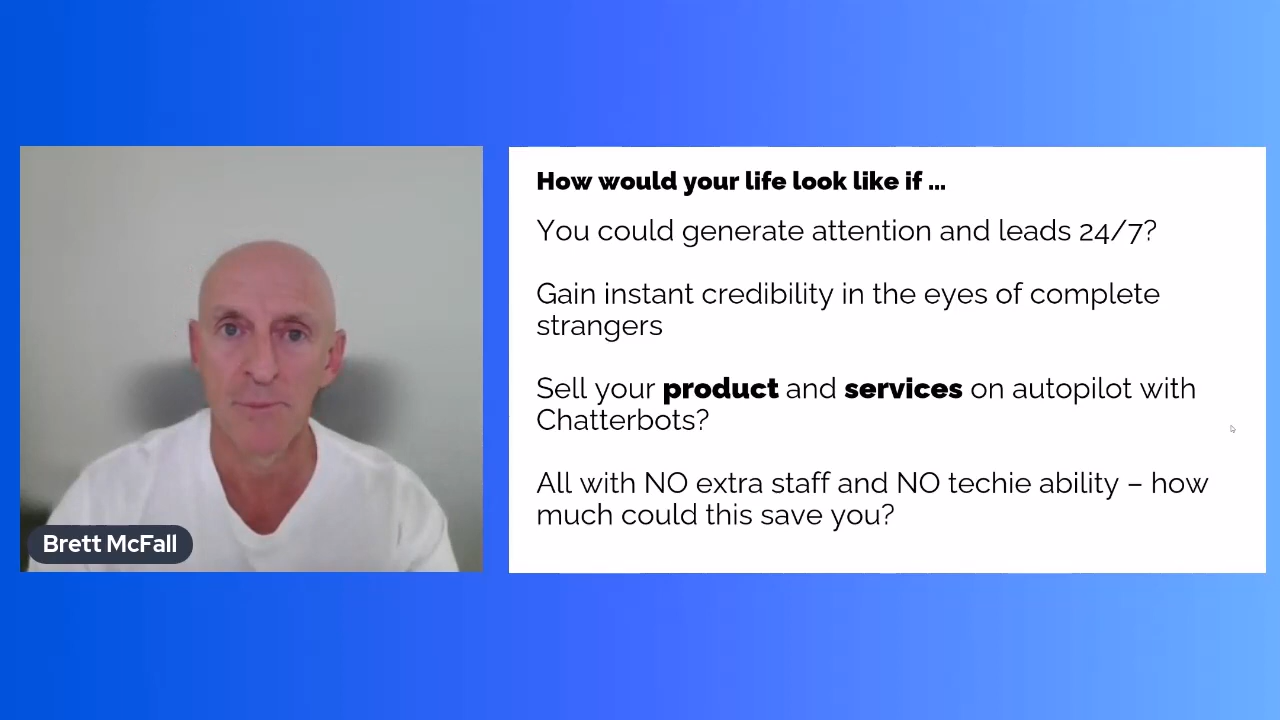 How would your life look like if ...
You could generate attention and leads 24/7?
Gain instant credibility in the eyes of complete
strangers
Sell your product and services on autopilot with
Chatterbots?
All with NO extra staff and NO techie ability – how
much could this save you?
Brett McFall